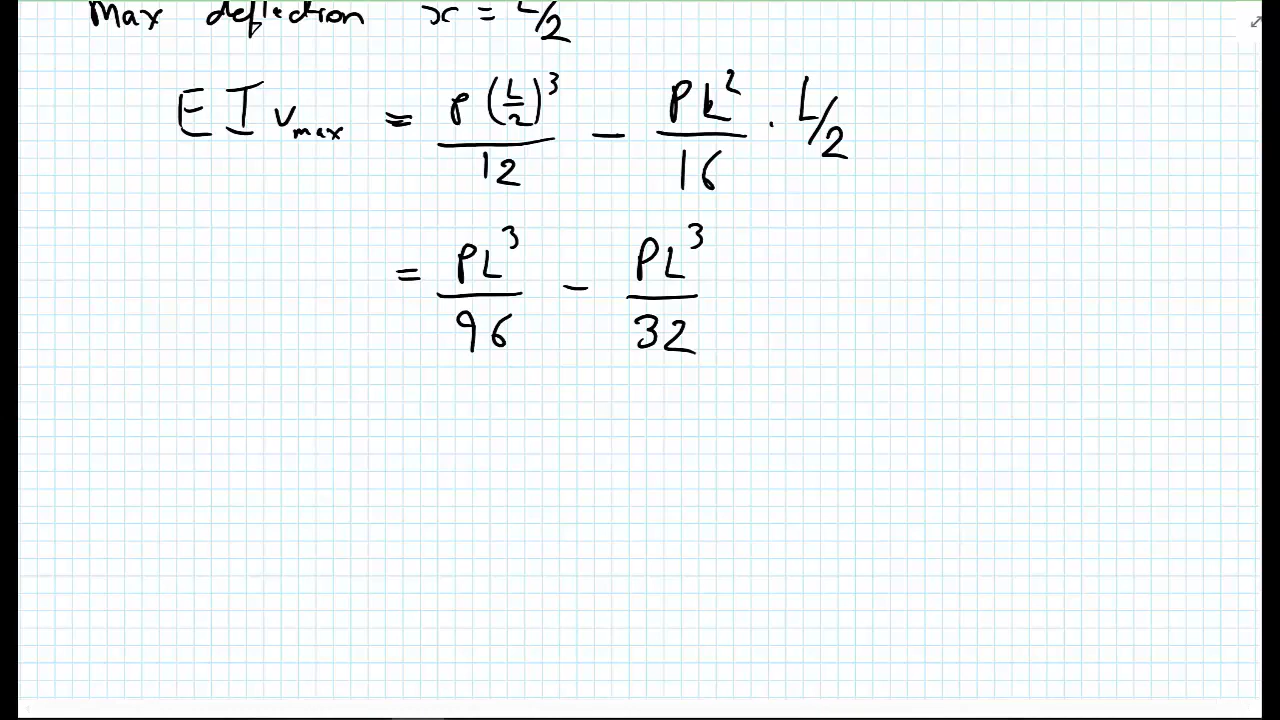 Max deflection x = L/2
E I v_max = P (L/2)^3 / 12 - PL^2 / 16 . L/2
= PL^3 / 96 - PL^3 / 32